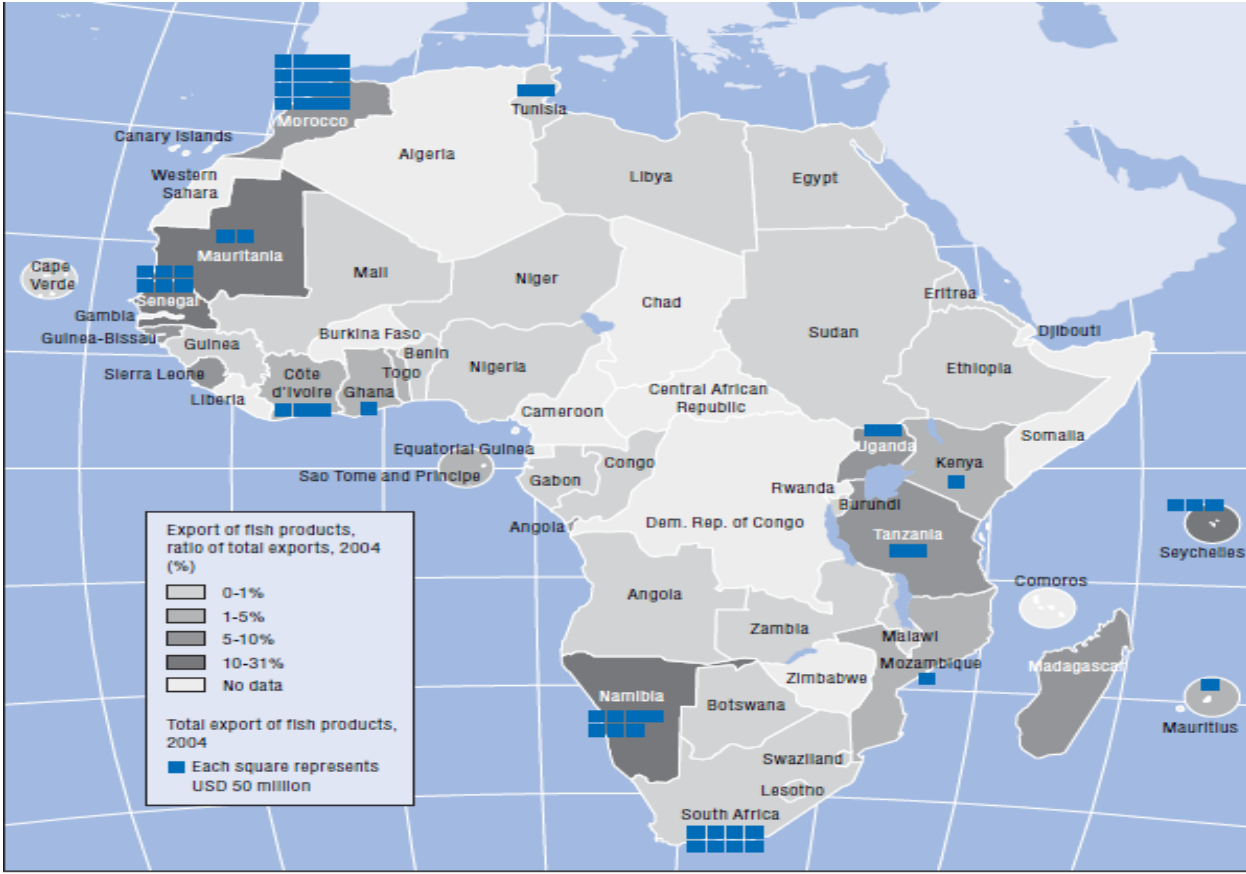 Morocco
Tunisia
Canary Islands
Algeria
Western
Sahara
Libya
Egypt
Mauritania
Cape
Verde
Mali
Niger
Chad
Senegal
Eritrea
Gambia
Sudan
Djibouti
Burkina Faso
Guinea-Bissau
Guinea
Benin
Nigeria
Ethiopia
Sierra Leone
Côte
d'Ivoire
Togo
Ghana
Central African
Republic
Liberia
Cameroon
Somalia
Uganda
Equatorial Guinea
Kenya
Congo
Sao Tome and Principe
Gabon
Rwanda
Burundi
Angola
Dem. Rep. of Congo
Tanzania
Seychelles
Export of fish products,
ratio of total exports, 2004
(%)
0-1%
1-5%
5-10%
10-31%
No data
Total export of fish products,
2004
Each square represents
USD 50 million
Comoros
Angola
Zambia
Malawi
Mozambique
Madagascar
Zimbabwe
Namibia
Botswana
Mauritius
Swaziland
Lesotho
South Africa